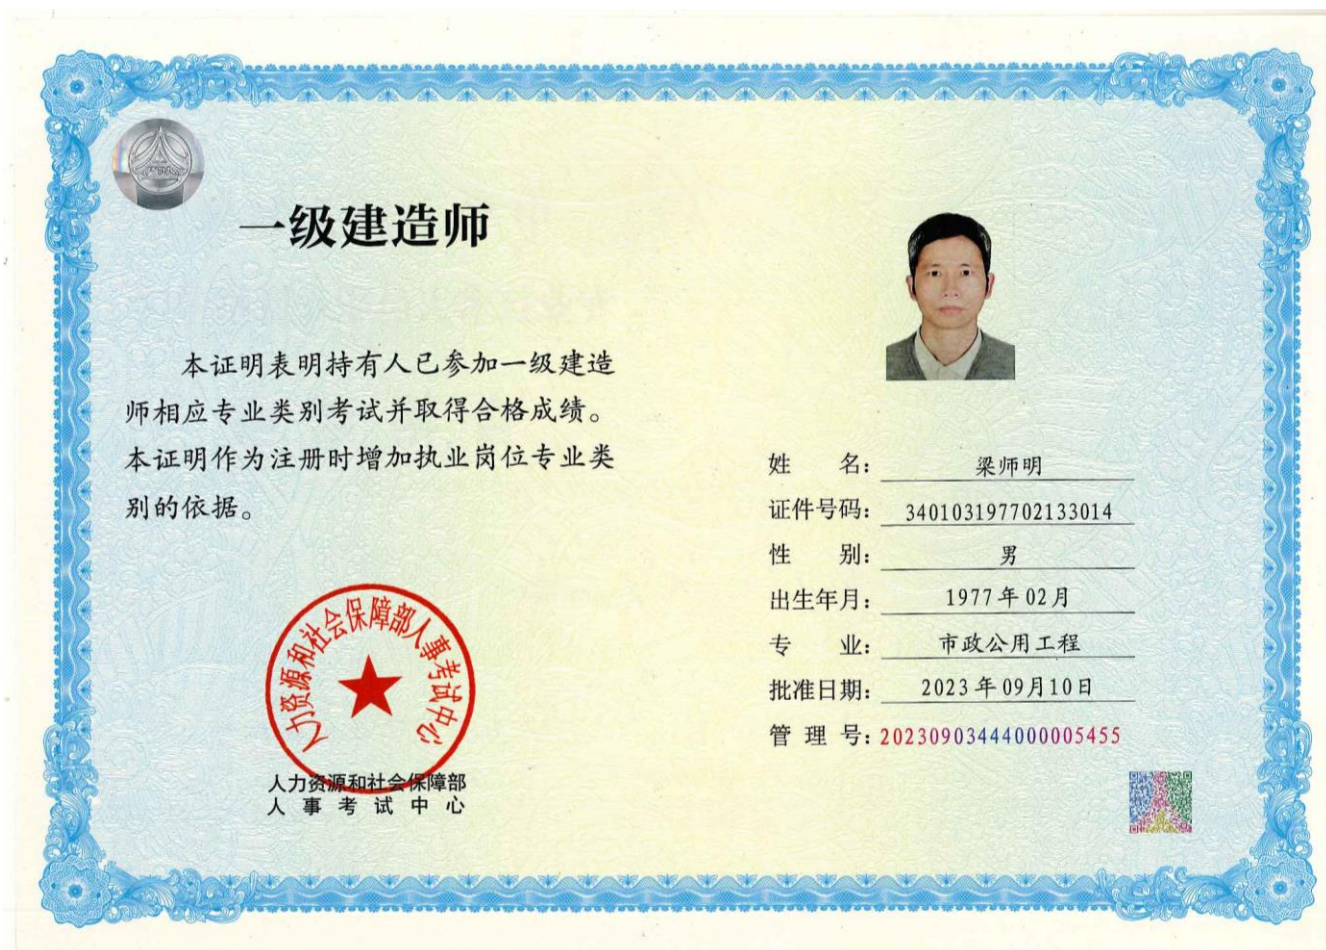 一级建造师
本证明表明持有人已参加一级建造
师相应专业类别考试并取得合格成绩。
本证明作为注册时增加执业岗位专业类
别的依据。
人力资源和社会保障部人事考试中心
人力资源和社会保障部
人事考试中心
姓名：梁师明
证件号码：340103197702133014
性别：男
出生年月：1977年02月
专业：市政公用工程
批准日期：2023年09月10日
管理号：20230903444000005455